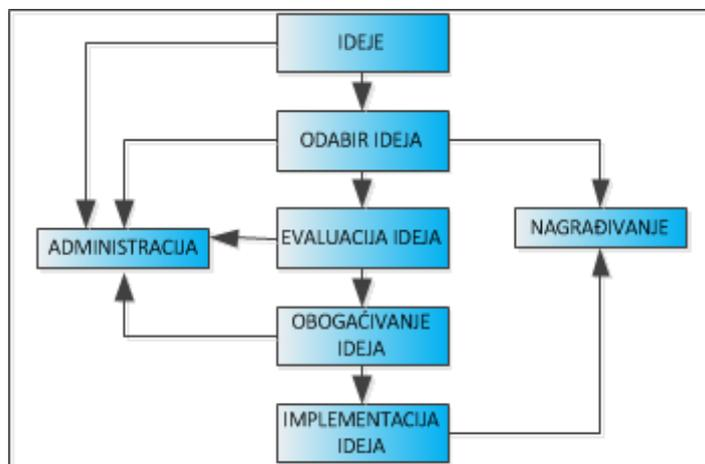 IDEJE
ODABIR IDEJA
ADMINISTRACIJA
EVALUACIJA IDEJA
NAGRAĐIVANJE
OBOGAĆIVANJE
IDEJA
IMPLEMENTACIJA
IDEJA